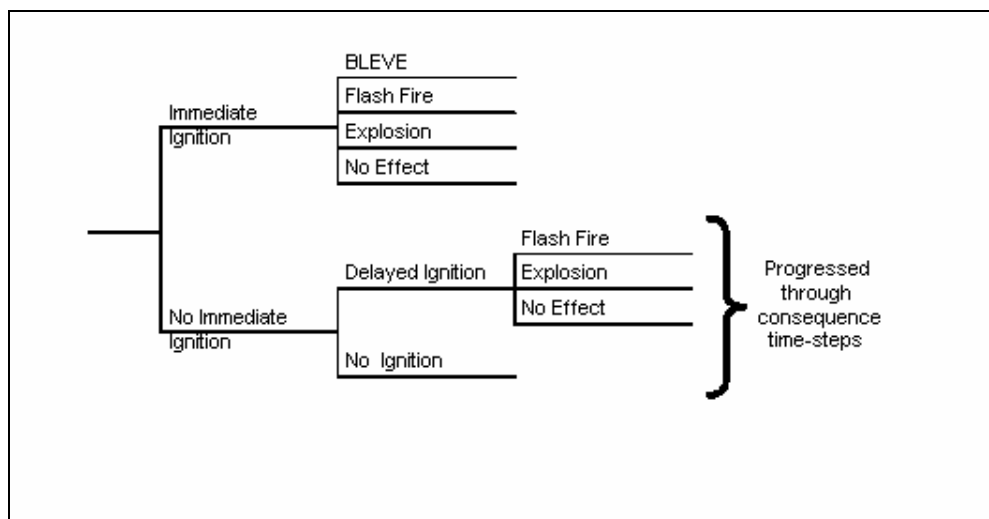 BLEVE
Flash Fire
Immediate
Ignition
Explosion
No Effect
Flash Fire
Delayed Ignition
Explosion
No Effect
No Immediate
Ignition
No Ignition
Progressed
through
consequence
time-steps